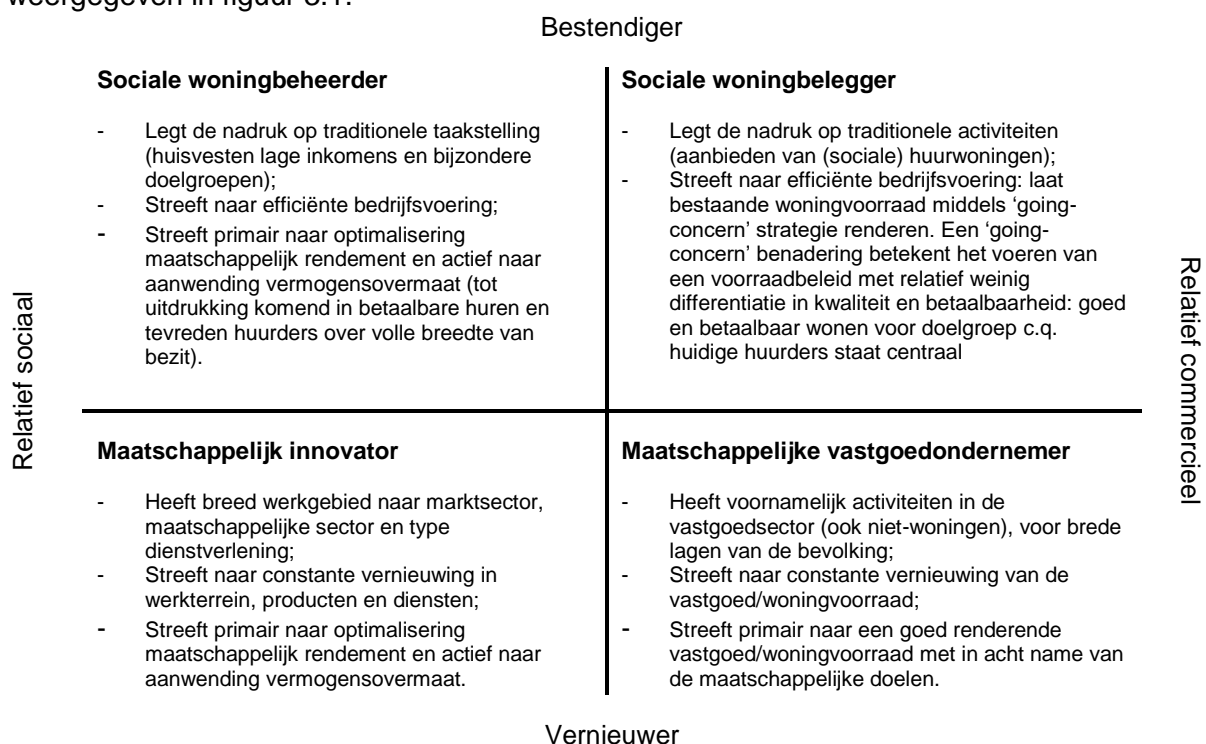 weergegeven in figuur 3.1.
Bestendiger
Sociale woningbeheerder
- Legt de nadruk op traditionele taakstelling
(huisvesten lage inkomens en bijzondere
doelgroepen);
- Streeft naar efficiënte bedrijfsvoering;
- Streeft primair naar optimalisering
maatschappelijk rendement en actief naar
aanwending vermogensovermaat (tot
uitdrukking komend in betaalbare huren en
tevreden huurders over volle breedte van
bezit).
Sociale woningbelegger
- Legt de nadruk op traditionele activiteiten
(aanbieden van (sociale) huurwoningen);
- Streeft naar efficiënte bedrijfsvoering: laat
bestaande woningvoorraad middels ‘going-
concern’ strategie renderen. Een ‘going-
concern’ benadering betekent het voeren van
een voorraadbeleid met relatief weinig
differentiatie in kwaliteit en betaalbaarheid: goed
en betaalbaar wonen voor doelgroep c.q.
huidige huurders staat centraal
Relatief sociaal
Relatief commercieel
Maatschappelijk innovator
- Heeft breed werkgebied naar marktsector,
maatschappelijke sector en type
dienstverlening;
- Streeft naar constante vernieuwing in
werkterrein, producten en diensten;
- Streeft primair naar optimalisering
maatschappelijk rendement en actief naar
aanwending vermogensovermaat.
Maatschappelijke vastgoedondernemer
- Heeft voornamelijk activiteiten in de
vastgoedsector (ook niet-woningen), voor brede
lagen van de bevolking;
- Streeft naar constante vernieuwing van de
vastgoed/woningvoorraad;
- Streeft primair naar een goed renderende
vastgoed/woningvoorraad met in acht name van
de maatschappelijke doelen.
Vernieuwer